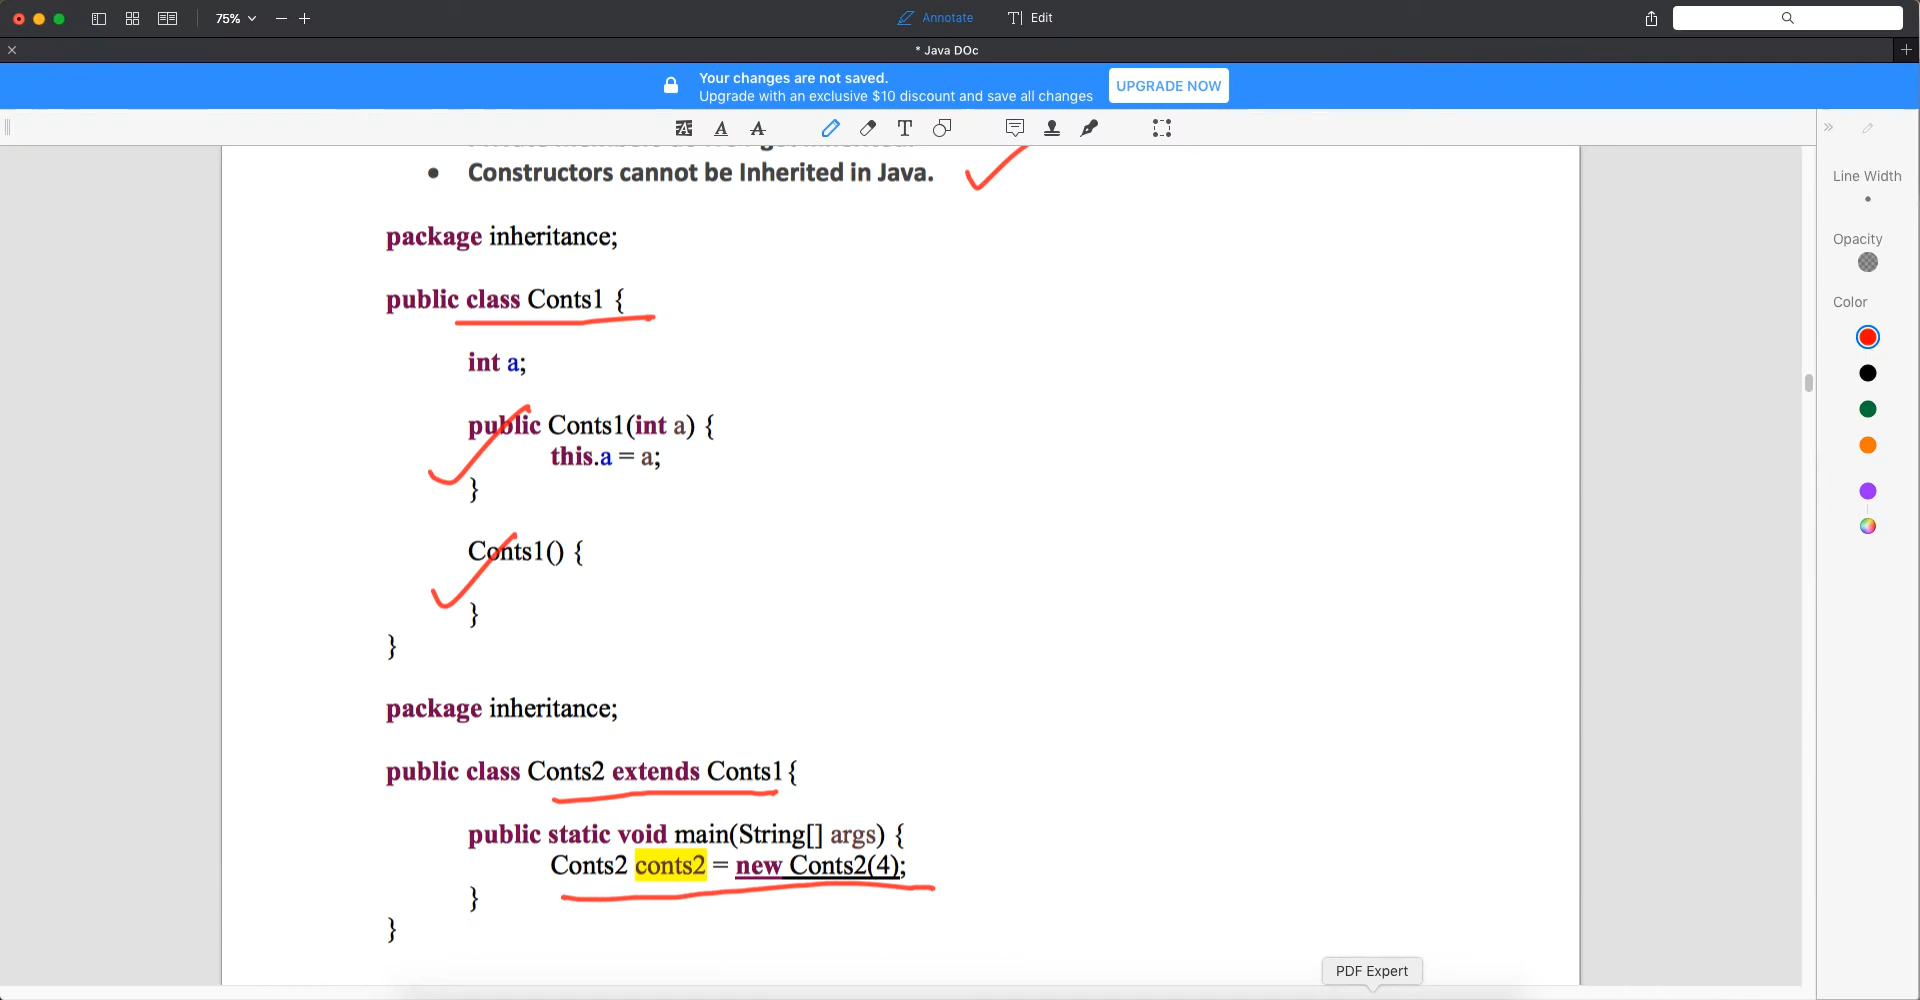 75%
Annotate
Edit
* Java DOc
Your changes are not saved.
Upgrade with an exclusive $10 discount and save all changes
UPGRADE NOW
• Constructors cannot be Inherited in Java.
package inheritance;
public class Conts1 {
int a;
public Conts1(int a) {
this.a = a;
}
Conts1() {
}
}
package inheritance;
public class Conts2 extends Conts1{
public static void main(String[] args) {
Conts2 conts2 = new Conts2(4);
}
}
Line Width
Opacity
Color
PDF Expert